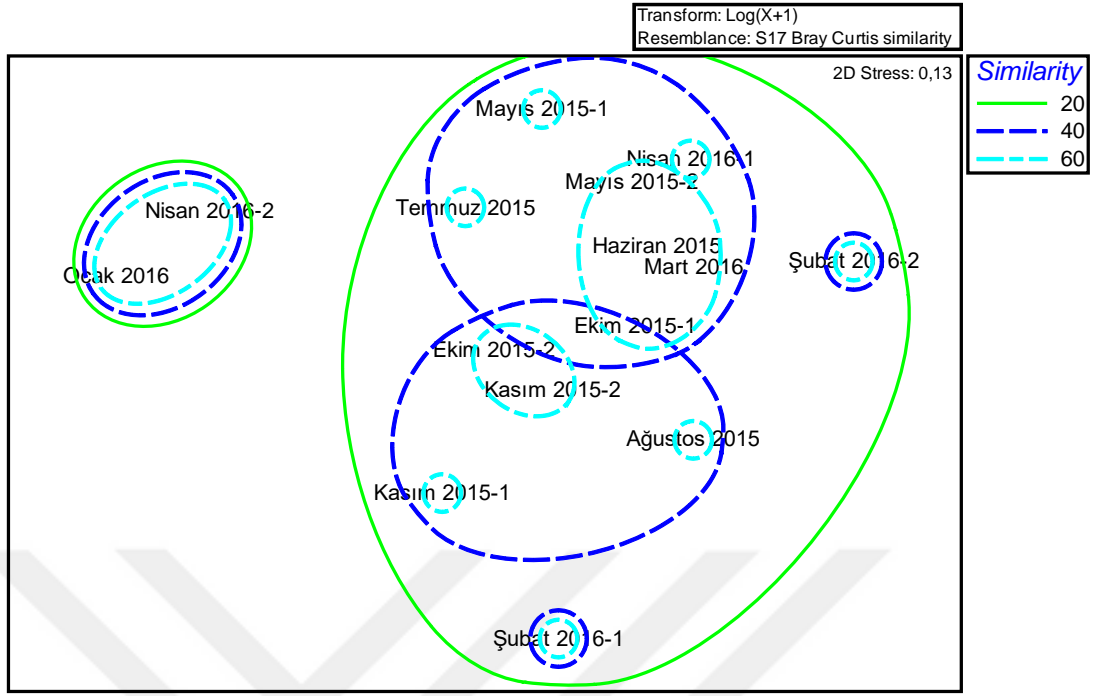 Transform: Log(X+1)
Resemblance: S17 Bray Curtis similarity
2D Stress: 0,13
Similarity
20
40
60
Mayıs 2015-1
Nisan 2016-1
Mayıs 2015-2
Temmuz 2015
Nisan 2016-2
Haziran 2015
Mart 2016
Şubat 2016-2
Ocak 2016
Ekim 2015-1
Ekim 2015-2
Kasım 2015-2
Ağustos 2015
Kasım 2015-1
Şubat 2016-1